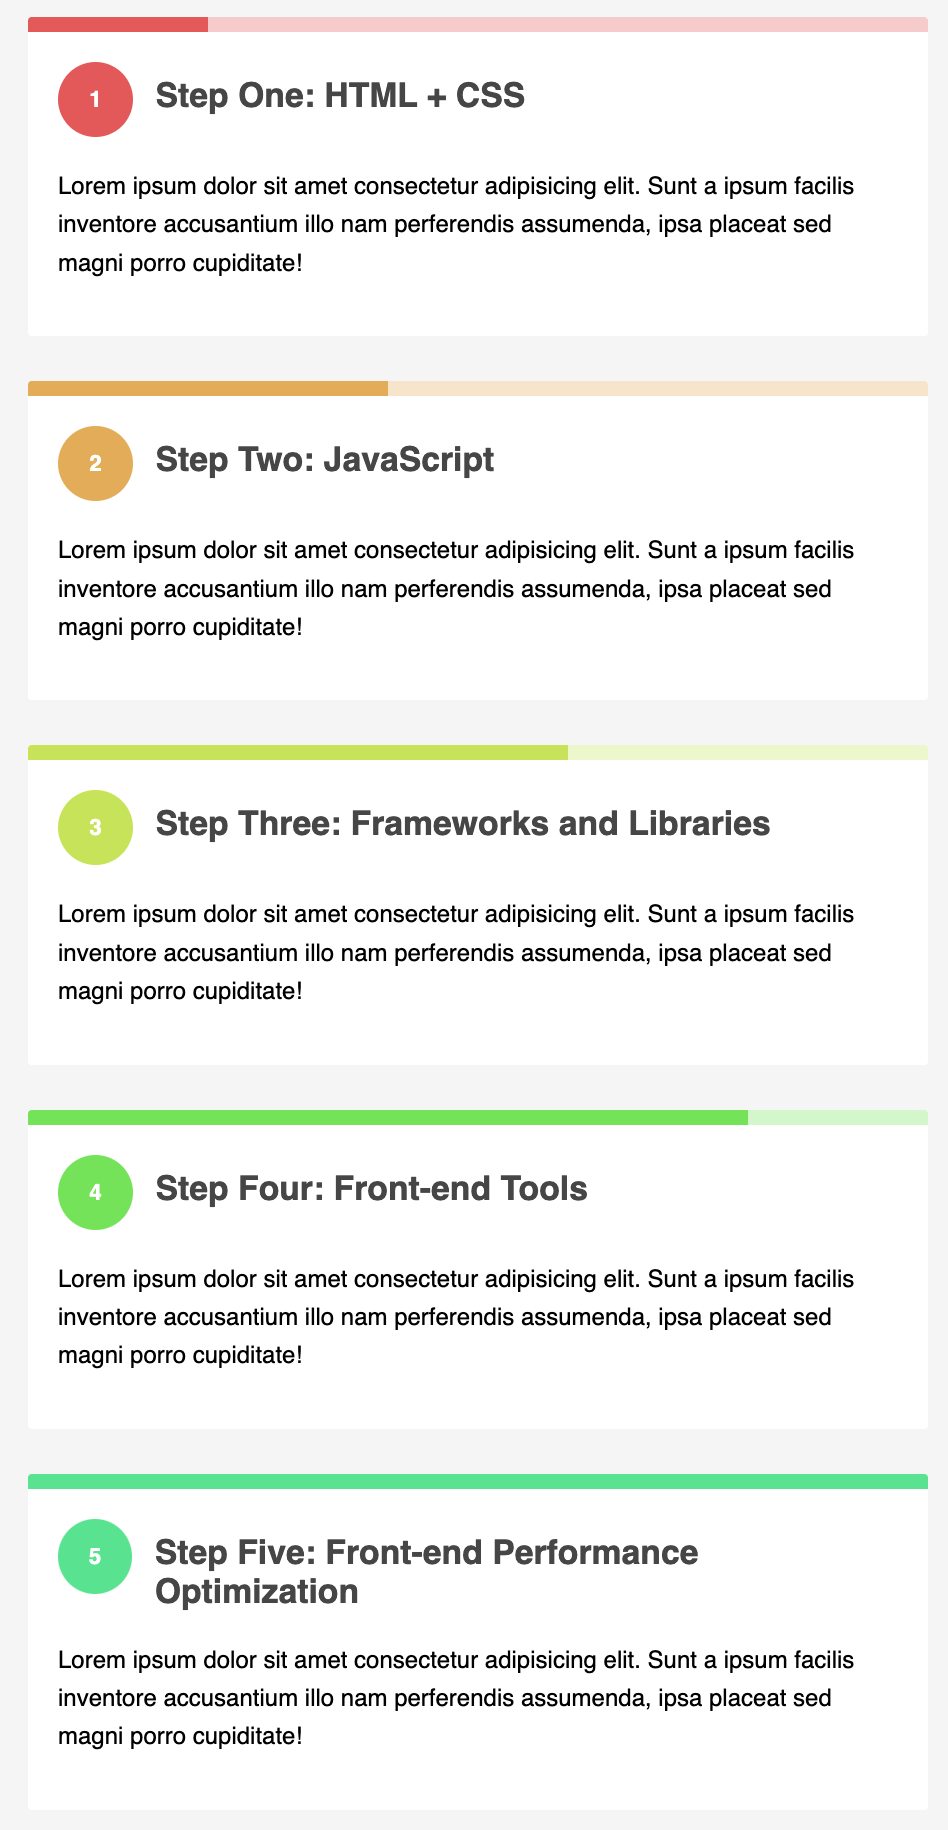 1
Step One: HTML + CSS
Lorem ipsum dolor sit amet consectetur adipisicing elit. Sunt a ipsum facilis
inventore accusantium illo nam perferendis assumenda, ipsa placeat sed
magni porro cupiditate!
2
Step Two: JavaScript
Lorem ipsum dolor sit amet consectetur adipisicing elit. Sunt a ipsum facilis
inventore accusantium illo nam perferendis assumenda, ipsa placeat sed
magni porro cupiditate!
3
Step Three: Frameworks and Libraries
Lorem ipsum dolor sit amet consectetur adipisicing elit. Sunt a ipsum facilis
inventore accusantium illo nam perferendis assumenda, ipsa placeat sed
magni porro cupiditate!
4
Step Four: Front-end Tools
Lorem ipsum dolor sit amet consectetur adipisicing elit. Sunt a ipsum facilis
inventore accusantium illo nam perferendis assumenda, ipsa placeat sed
magni porro cupiditate!
5
Step Five: Front-end Performance
Optimization
Lorem ipsum dolor sit amet consectetur adipisicing elit. Sunt a ipsum facilis
inventore accusantium illo nam perferendis assumenda, ipsa placeat sed
magni porro cupiditate!